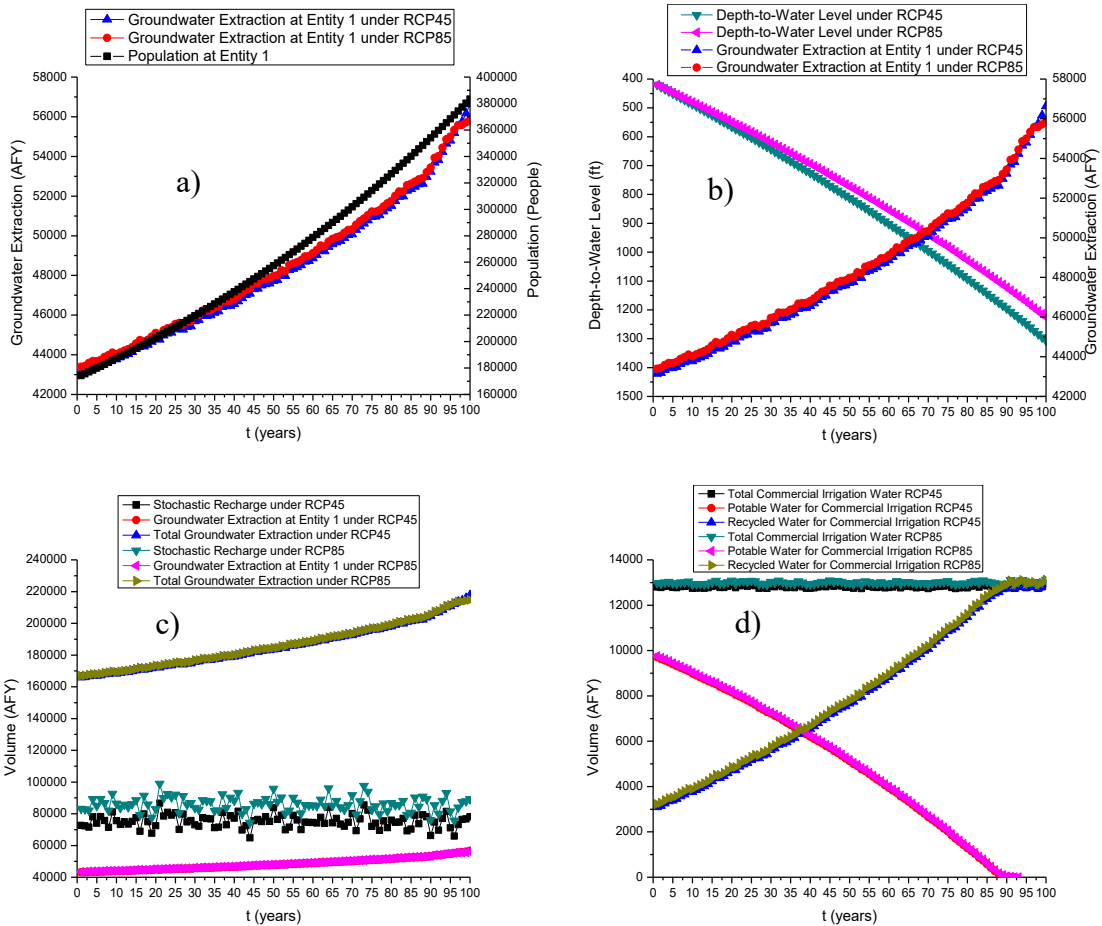 Groundwater Extraction at Entity 1 under RCP45
Groundwater Extraction at Entity 1 under RCP85
Population at Entity 1
58000
56000
54000
52000
50000
48000
46000
44000
42000
Groundwater Extraction (AFY)
a)
400000
380000
360000
340000
320000
300000
280000
260000
240000
220000
200000
180000
160000
Population (People)
0 5 10 15 20 25 30 35 40 45 50 55 60 65 70 75 80 85 90 95 100
t (years)
Depth-to-Water Level under RCP45
Depth-to-Water Level under RCP85
Groundwater Extraction at Entity 1 under RCP45
Groundwater Extraction at Entity 1 under RCP85
400
500
600
700
800
900
1000
1100
1200
1300
1400
1500
Depth-to-Water Level (ft)
b)
58000
56000
54000
52000
50000
48000
46000
44000
42000
Groundwater Extraction (AFY)
0 5 10 15 20 25 30 35 40 45 50 55 60 65 70 75 80 85 90 95 100
t (years)
Stochastic Recharge under RCP45
Groundwater Extraction at Entity 1 under RCP45
Total Groundwater Extraction under RCP45
Stochastic Recharge under RCP85
Groundwater Extraction at Entity 1 under RCP85
Total Groundwater Extraction under RCP85
240000
220000
200000
180000
160000
140000
120000
100000
80000
60000
40000
Volume (AFY)
c)
0 5 10 15 20 25 30 35 40 45 50 55 60 65 70 75 80 85 90 95 100
t (years)
Total Commercial Irrigation Water RCP45
Potable Water for Commercial Irrigation RCP45
Recycled Water for Commercial Irrigation RCP45
Total Commercial Irrigation Water RCP85
Potable Water for Commercial Irrigation RCP85
Recycled Water for Commercial Irrigation RCP85
14000
12000
10000
8000
6000
4000
2000
0
Volume (AFY)
d)
0 5 10 15 20 25 30 35 40 45 50 55 60 65 70 75 80 85 90 95 100
t (years)